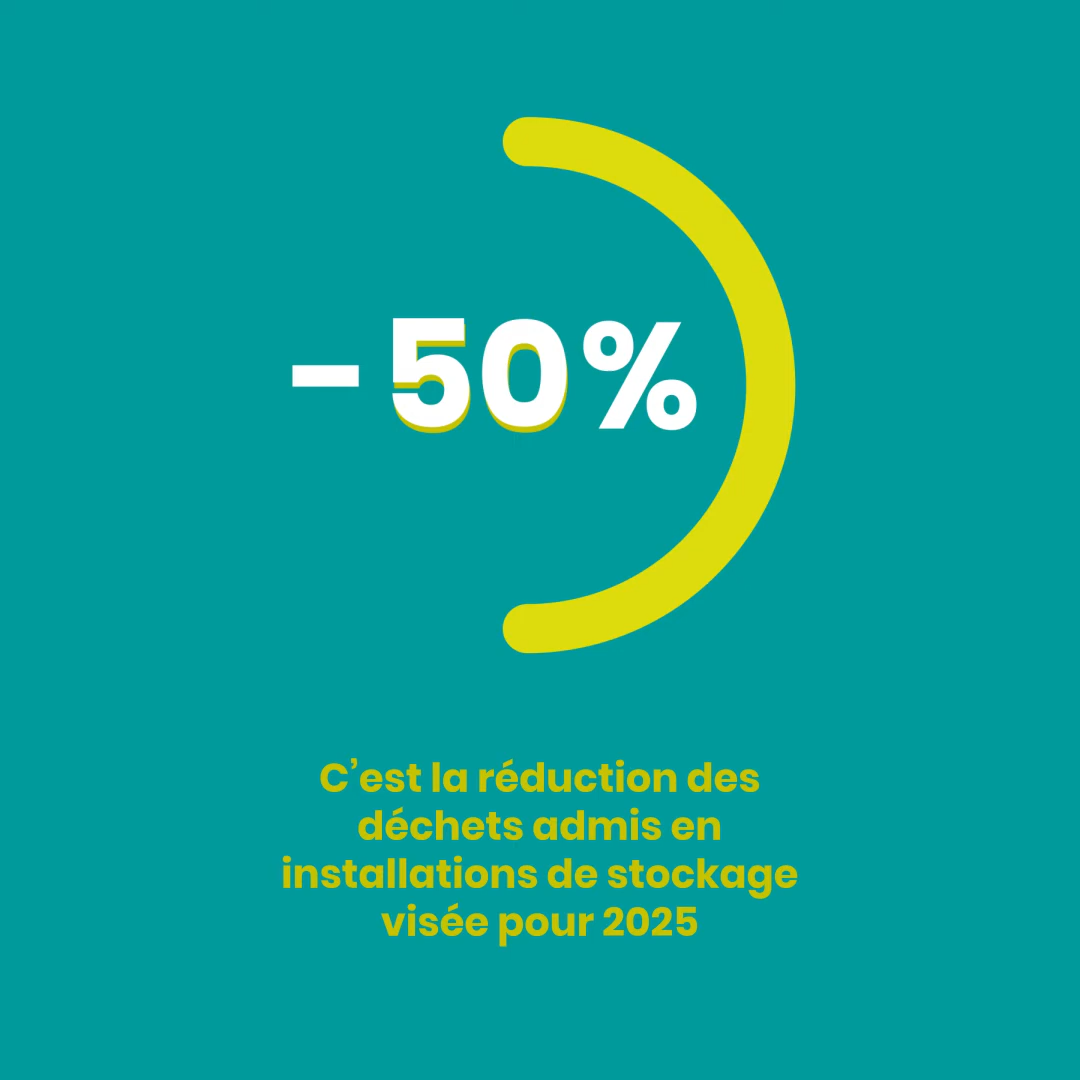 -50%
C’est la réduction des
déchets admis en
installations de stockage
visée pour 2025